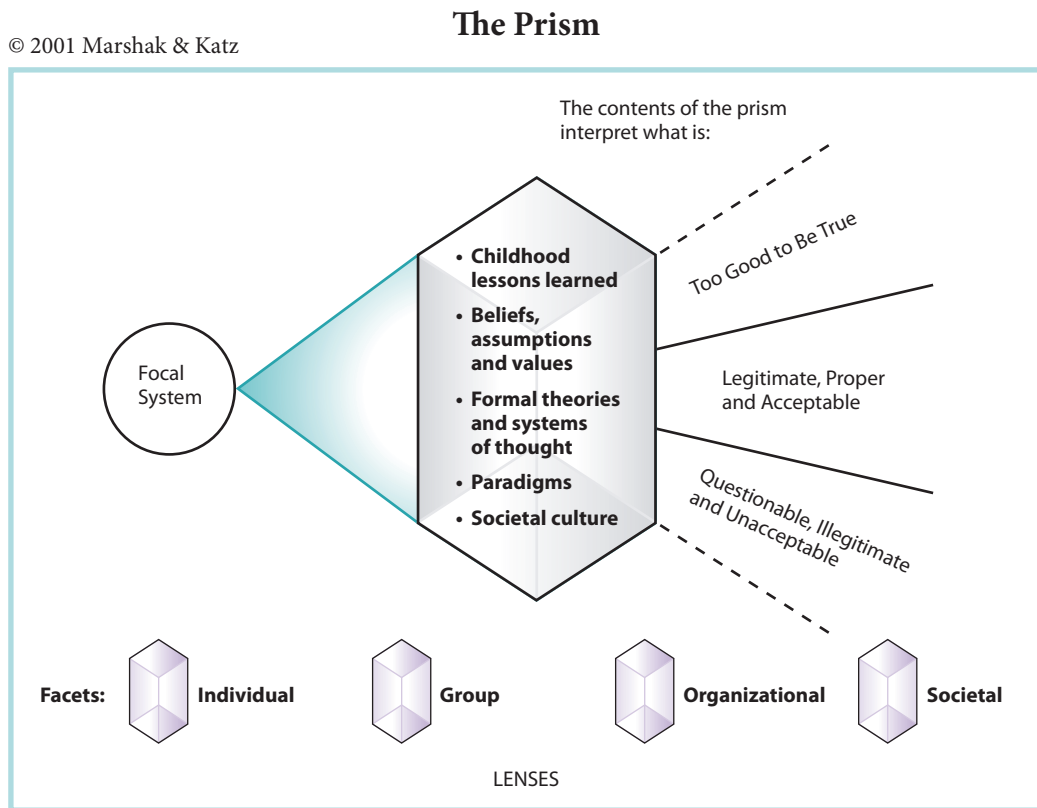 The Prism
© 2001 Marshak & Katz
The contents of the prism
interpret what is:
Focal
System
• Childhood
lessons learned
• Beliefs,
assumptions
and values
• Formal theories
and systems
of thought
• Paradigms
• Societal culture
Too Good to Be True
Legitimate, Proper
and Acceptable
Questionable, Illegitimate
and Unacceptable
Facets: Individual Group Organizational Societal
LENSES